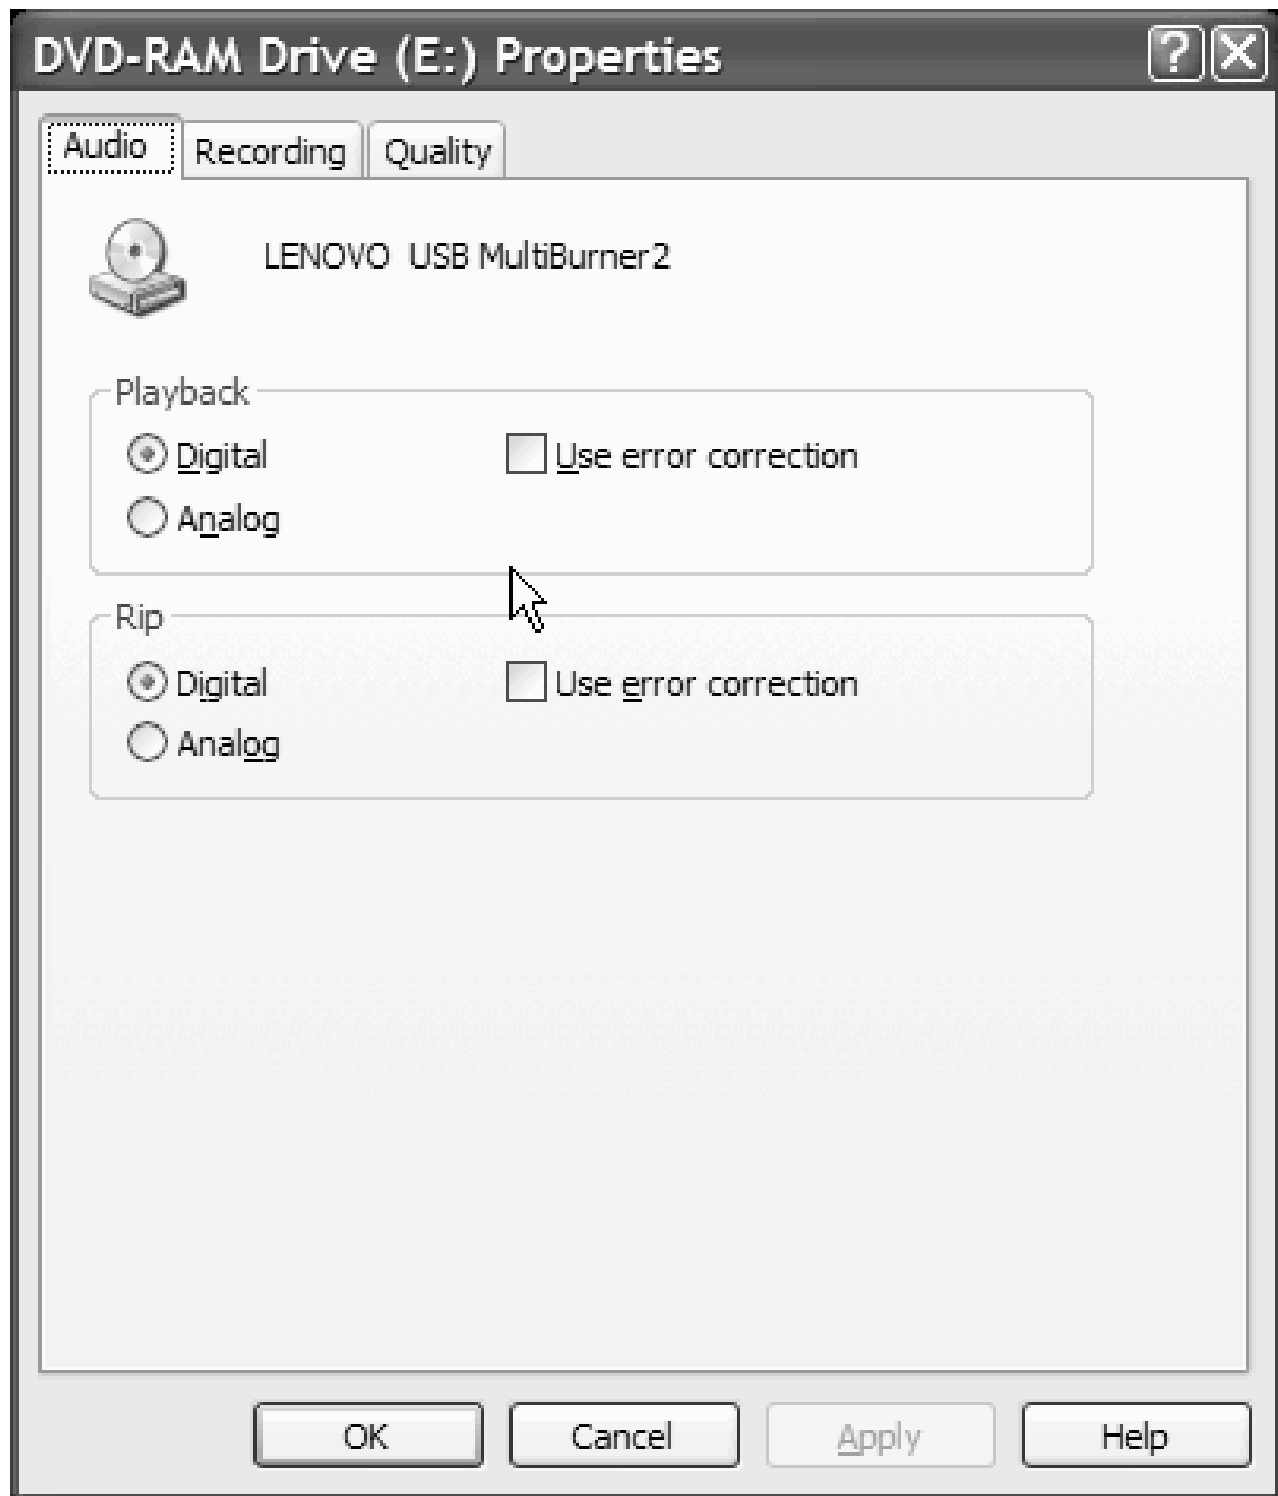 DVD-RAM Drive (E:) Properties
Audio Recording Quality
LENOVO USB MultiBurner2
Playback
Digital Use error correction
Analog
Rip
Digital Use error correction
Analog
OK Cancel Apply Help